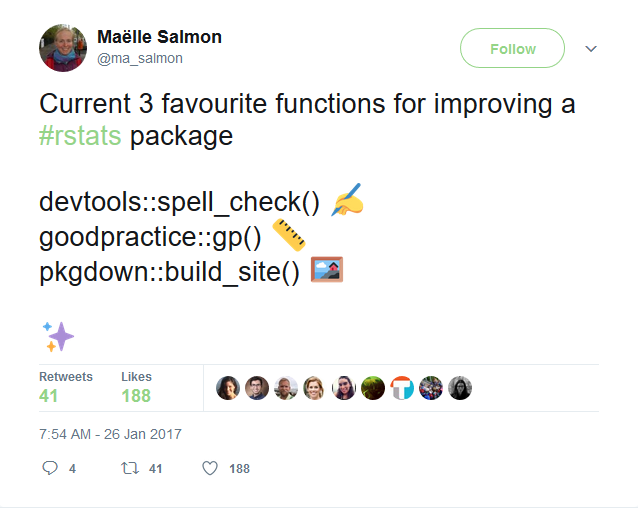 Maëlle Salmon
@ma_salmon
Follow
Current 3 favourite functions for improving a
#rstats package
devtools::spell_check() ✍️
goodpractice::gp() 📏
pkgdown::build_site() 🖼️
✨
Retweets Likes
41 188
7:54 AM - 26 Jan 2017
4 41 188